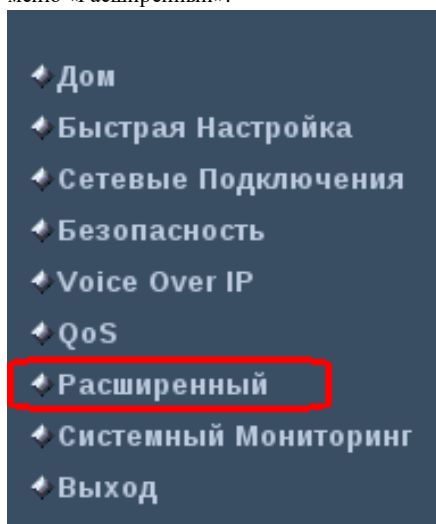 меню «Расширенный».
Дом
Быстрая Настройка
Сетевые Подключения
Безопасность
Voice Over IP
QoS
Расширенный
Системный Мониторинг
Выход